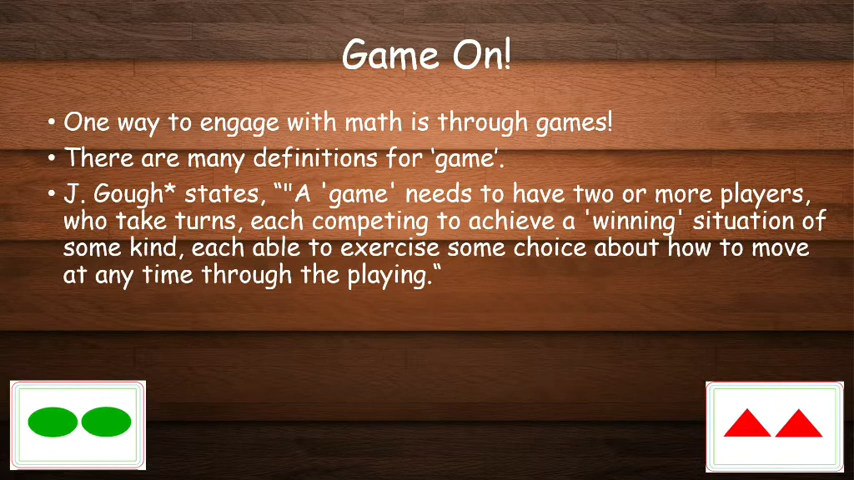 Game On!
• One way to engage with math is through games!
• There are many definitions for ‘game’.
• J. Gough* states, “"A 'game' needs to have two or more players,
who take turns, each competing to achieve a 'winning' situation of
some kind, each able to exercise some choice about how to move
at any time through the playing.“